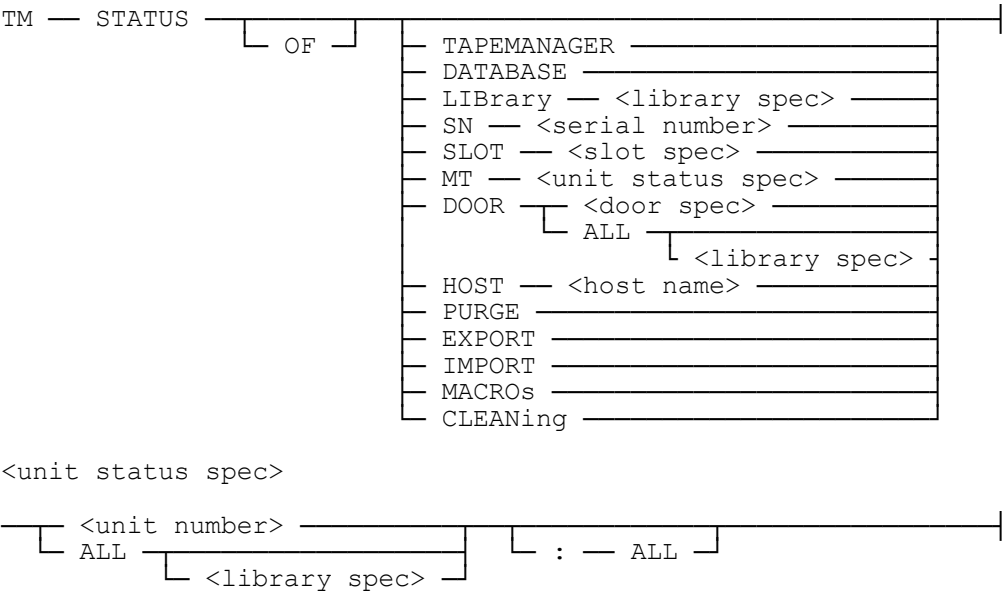 TM STATUS
OF
TAPEMANAGER
DATABASE
LIBrary <library spec>
SN <serial number>
SLOT <slot spec>
MT <unit status spec>
DOOR <door spec>
ALL
<library spec>
HOST <host name>
PURGE
EXPORT
IMPORT
MACROs
CLEANing
<unit status spec>
<unit number>
ALL : ALL
<library spec>